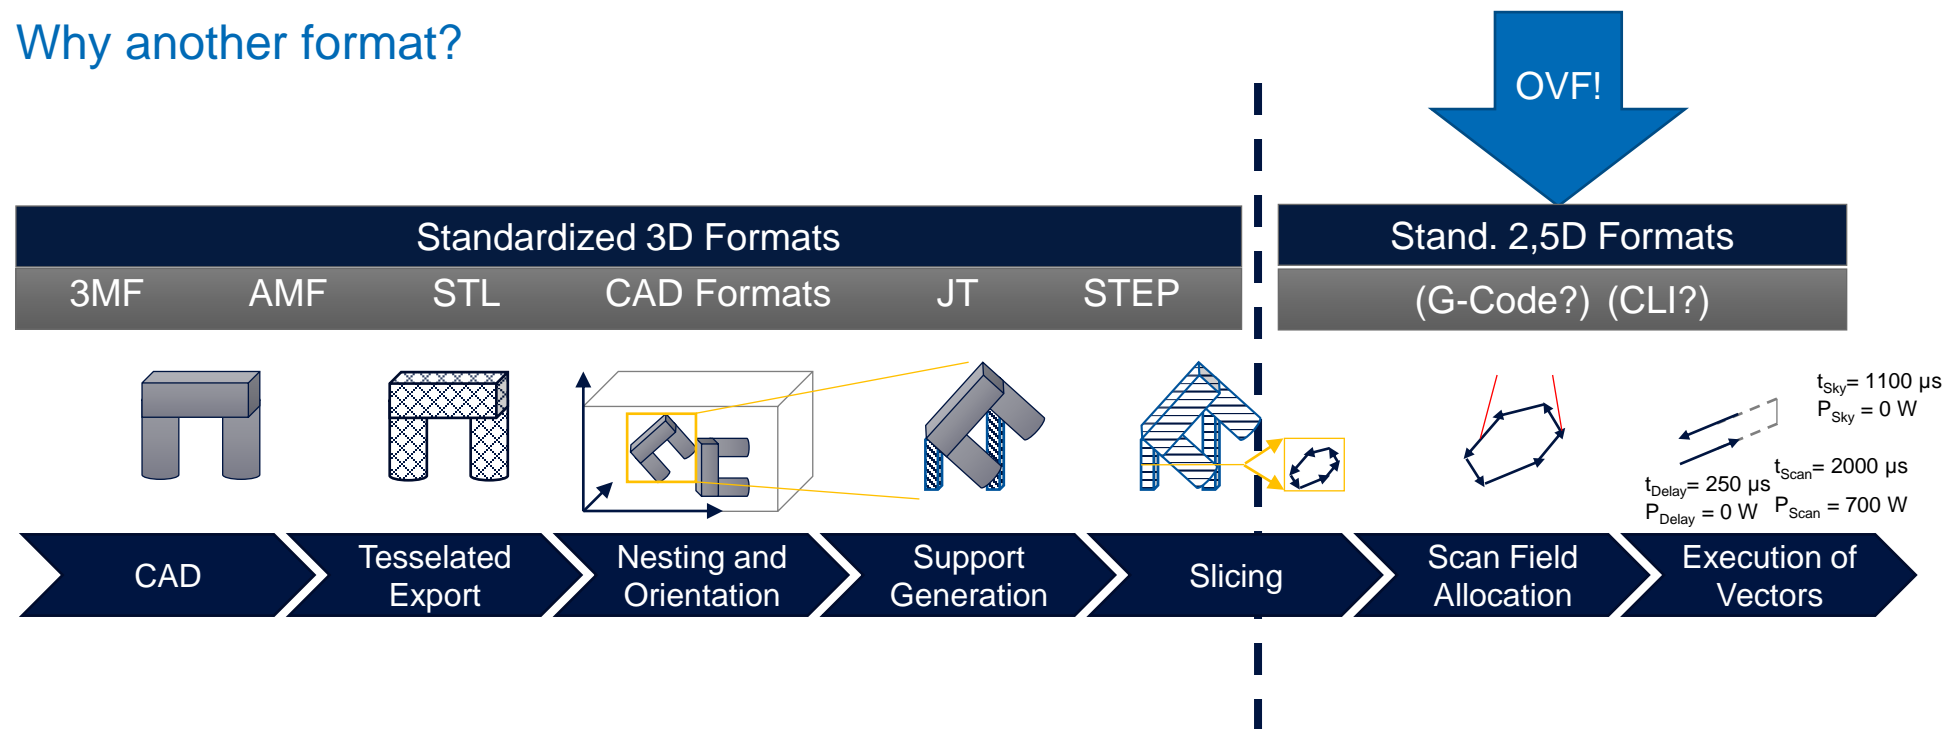 Why another format?
OVF!
Standardized 3D Formats
3MF AMF STL CAD Formats JT STEP
Stand. 2,5D Formats
(G-Code?) (CLI?)
tSky= 1100 µs
PSky = 0 W
tScan= 2000 µs
PScan = 700 W
tDelay= 250 µs
PDelay = 0 W
CAD
Tesselated
Export
Nesting and
Orientation
Support
Generation
Slicing
Scan Field
Allocation
Execution of
Vectors